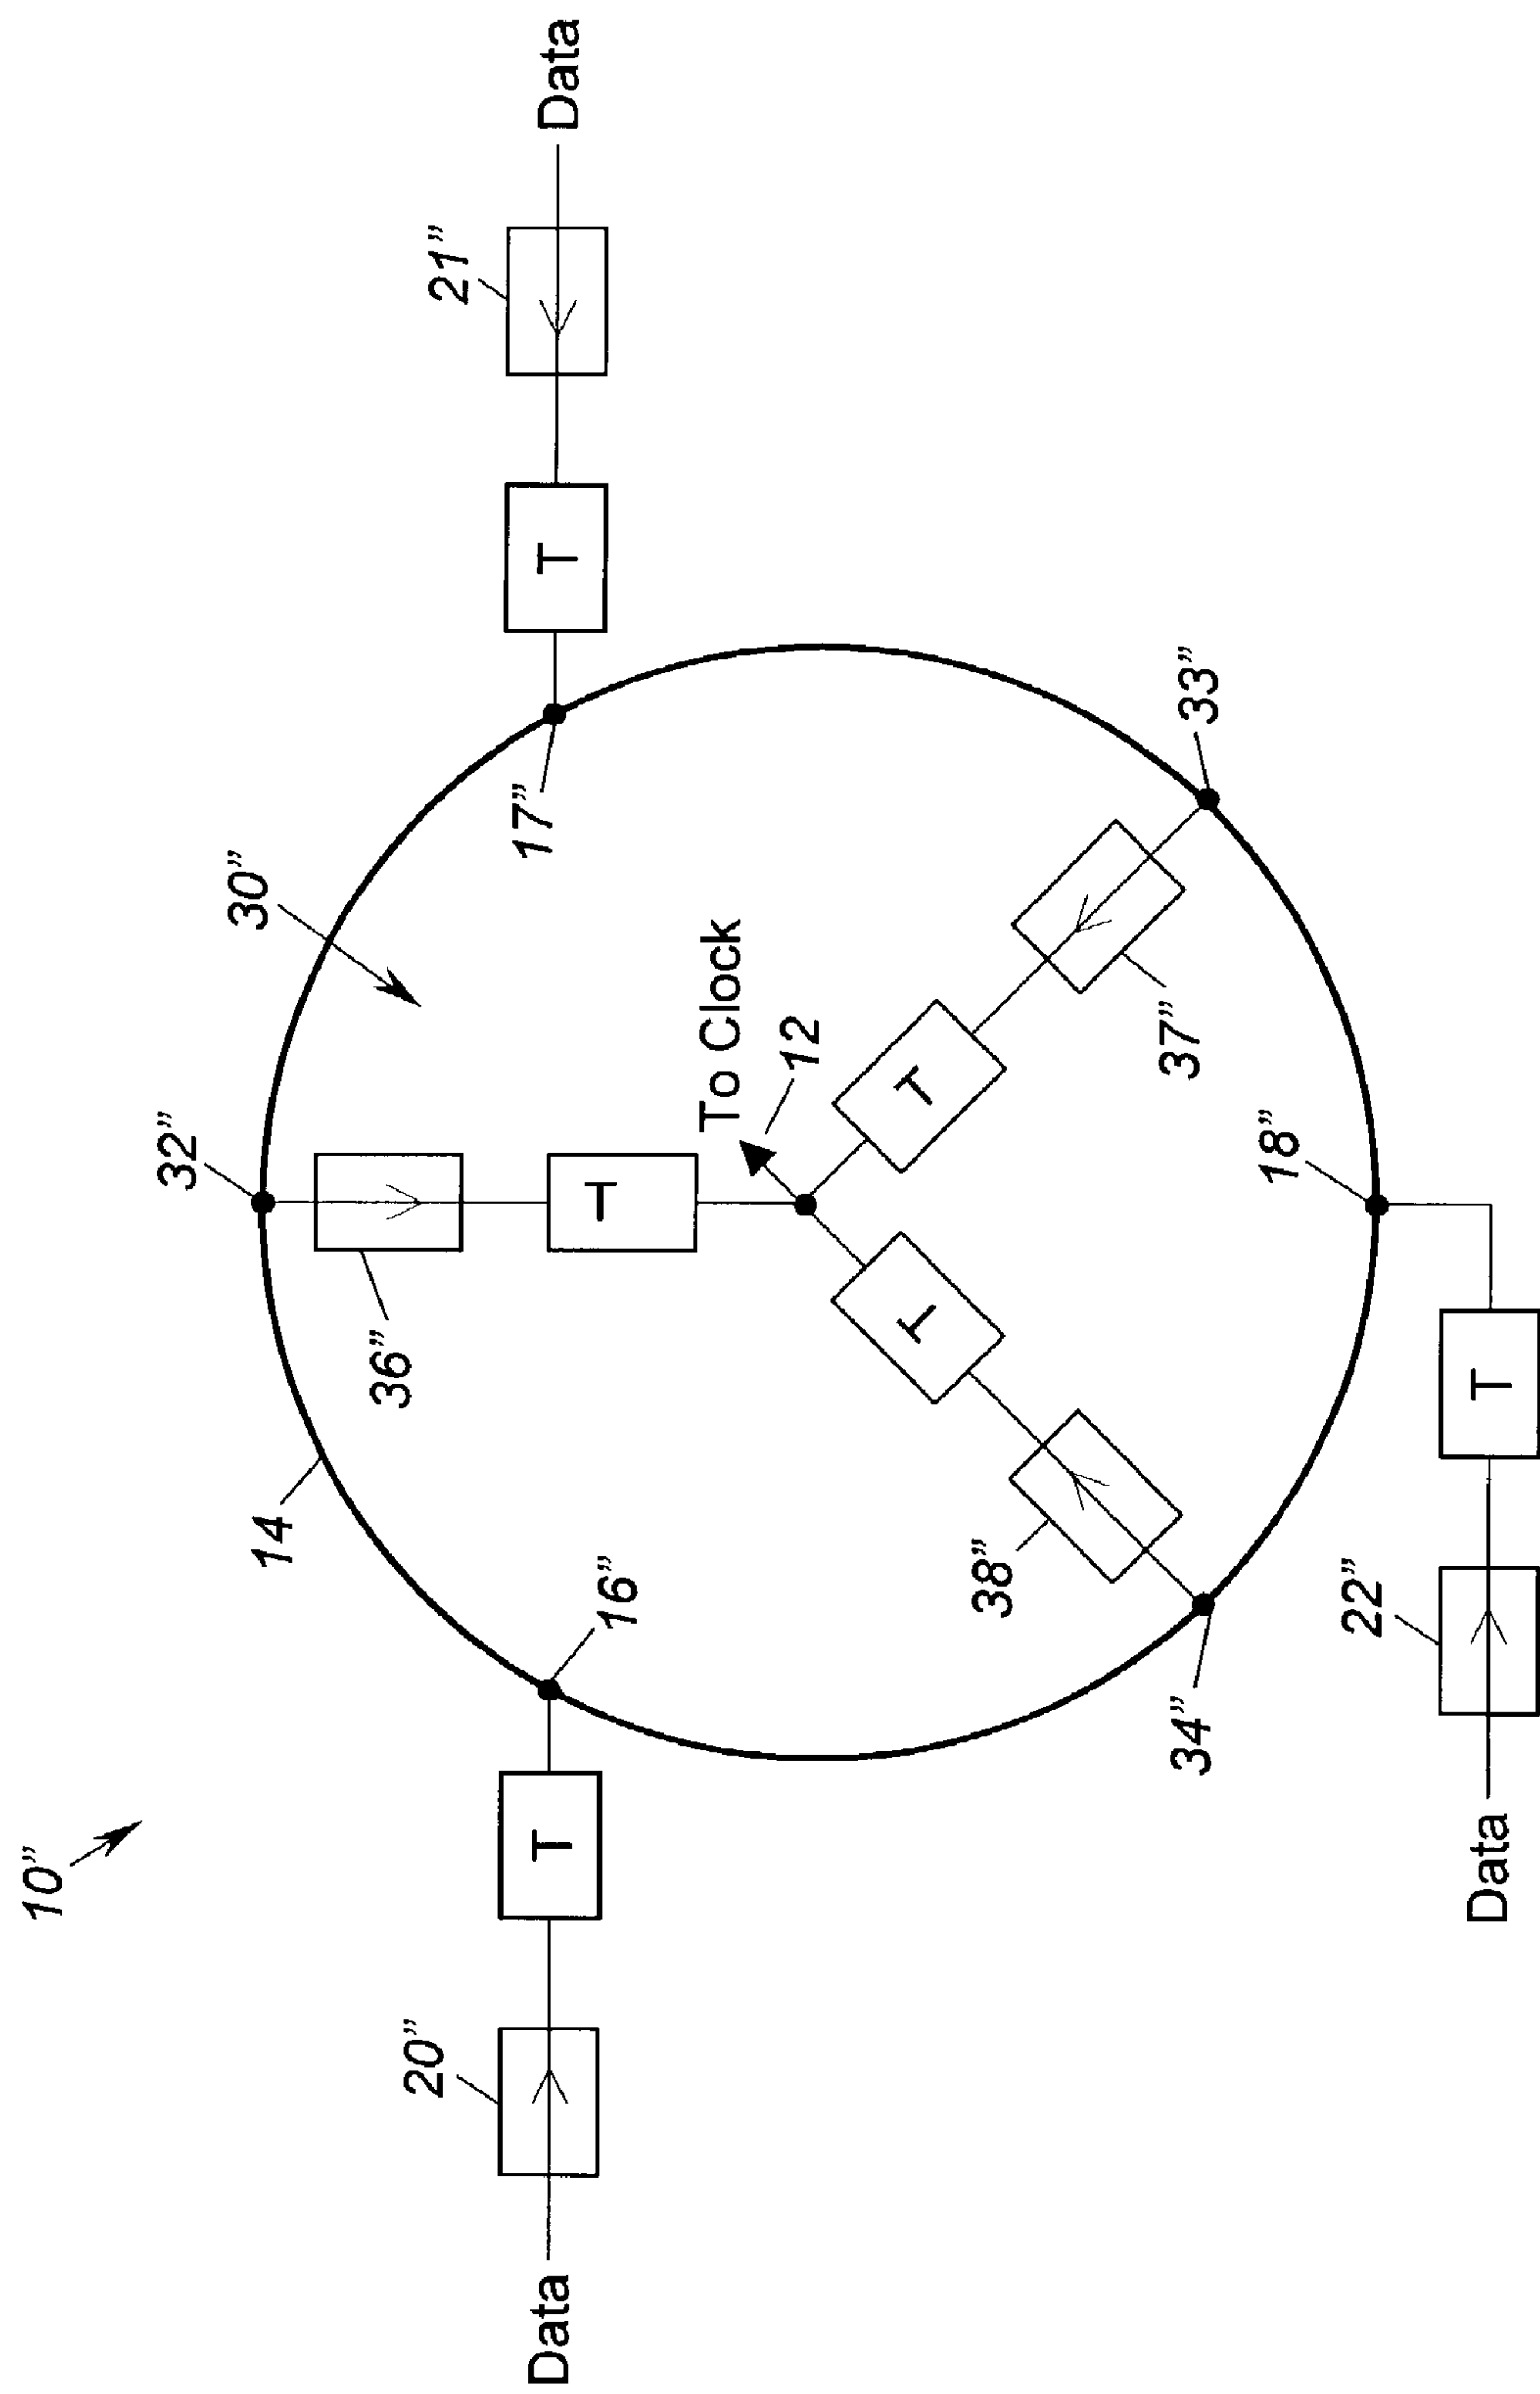 10”
32”
30”
14
36”
20”
21”
17”
Data
T
T
T
Data
16”
To Clock
12
T
T
38”
37”
34”
33”
18”
22”
Data
T